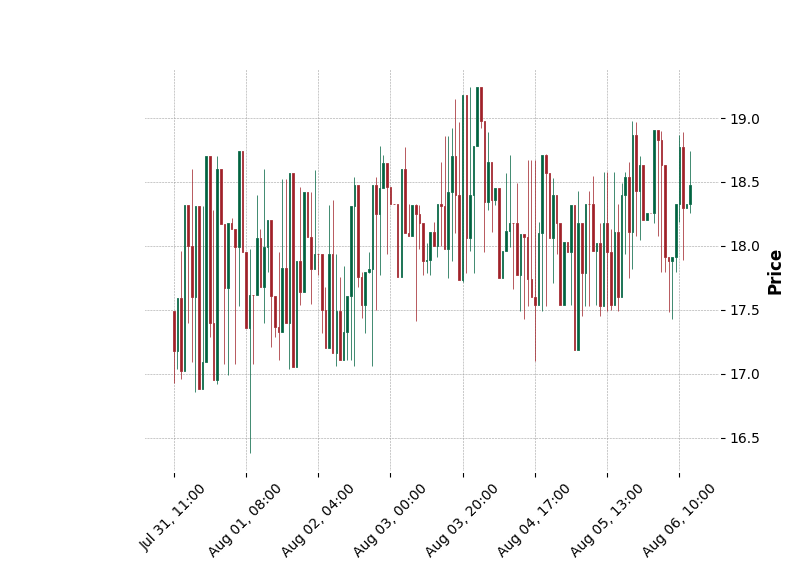 19.0
18.5
18.0
17.5
17.0
16.5
Price
Jul 31, 11:00
Aug 01, 08:00
Aug 02, 04:00
Aug 03, 00:00
Aug 03, 20:00
Aug 04, 17:00
Aug 05, 13:00
Aug 06, 10:00